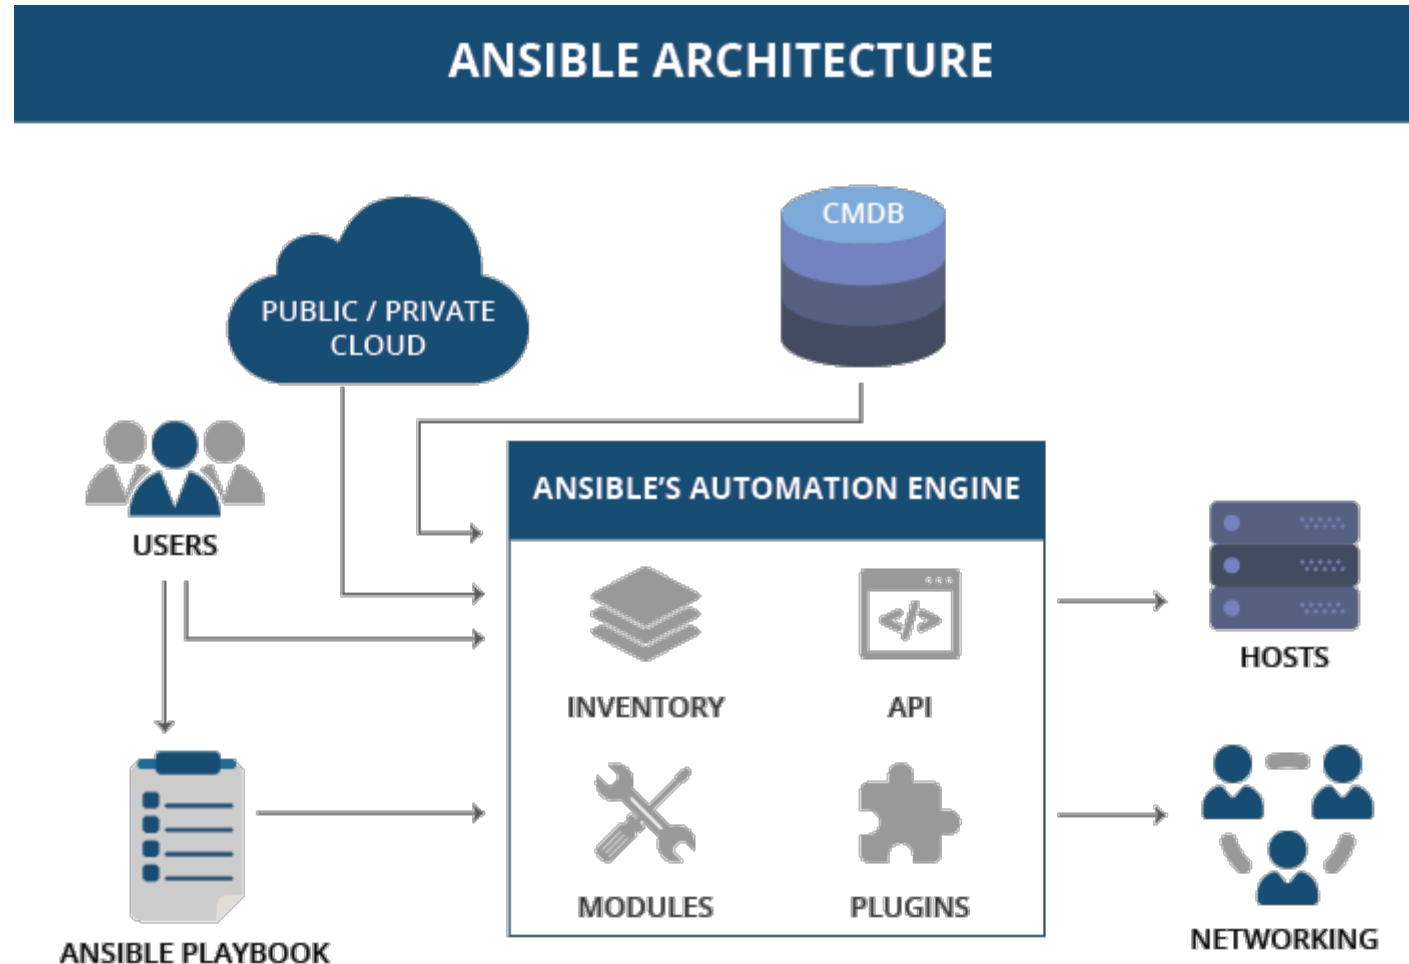 ANSIBLE ARCHITECTURE
CMDB
PUBLIC / PRIVATE
CLOUD
ANSIBLE'S AUTOMATION ENGINE
USERS
</>
HOSTS
INVENTORY
API
MODULES
PLUGINS
ANSIBLE PLAYBOOK
NETWORKING